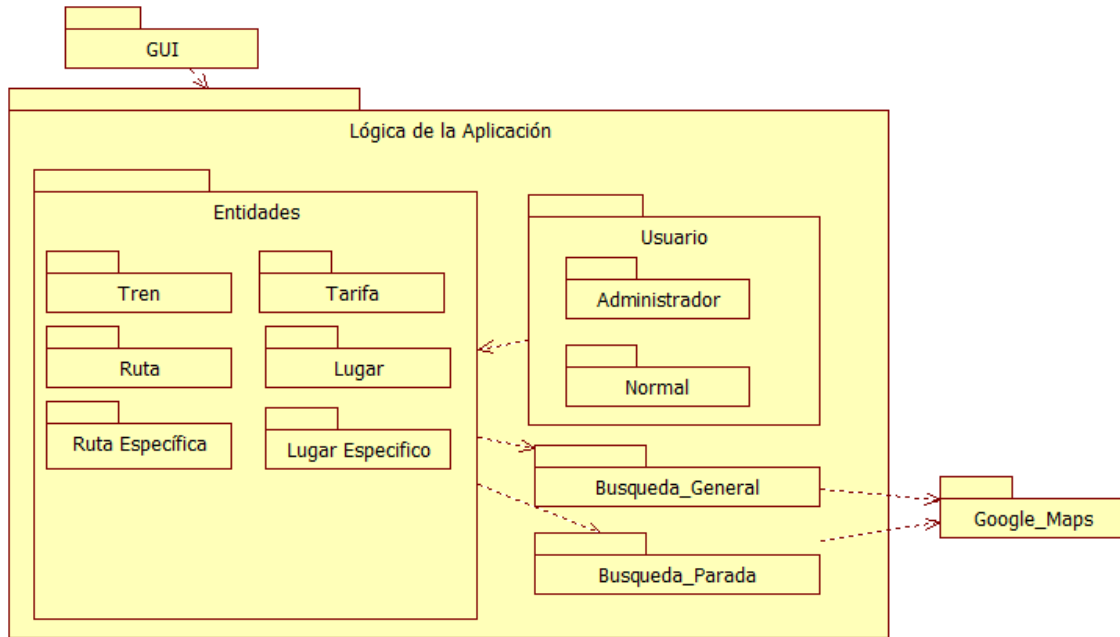 GUI
Lógica de la Aplicación
Entidades
Tren
Tarifa
Ruta
Lugar
Ruta Específica
Lugar Especifico
Usuario
Administrador
Normal
Busqueda_General
Busqueda_Parada
Google_Maps